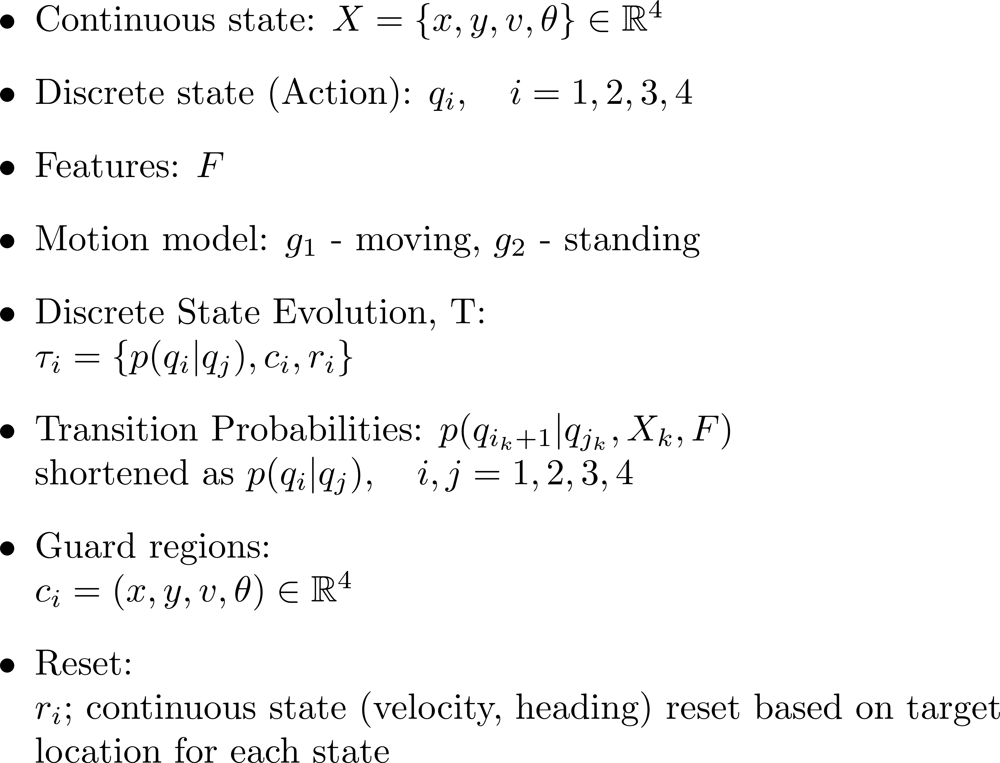 • Continuous state: $X = \{x, y, v, \theta\} \in \mathbb{R}^4$
• Discrete state (Action): $q_i, \quad i = 1, 2, 3, 4$
• Features: $F$
• Motion model: $g_1$ - moving, $g_2$ - standing
• Discrete State Evolution, T:
$\tau_i = \{p(q_i|q_j), c_i, r_i\}$
• Transition Probabilities: $p(q_{i_k+1}|q_{j_k}, X_k, F)$
shortened as $p(q_i|q_j), \quad i, j = 1, 2, 3, 4$
• Guard regions:
$c_i = (x, y, v, \theta) \in \mathbb{R}^4$
• Reset:
$r_i$; continuous state (velocity, heading) reset based on target
location for each state